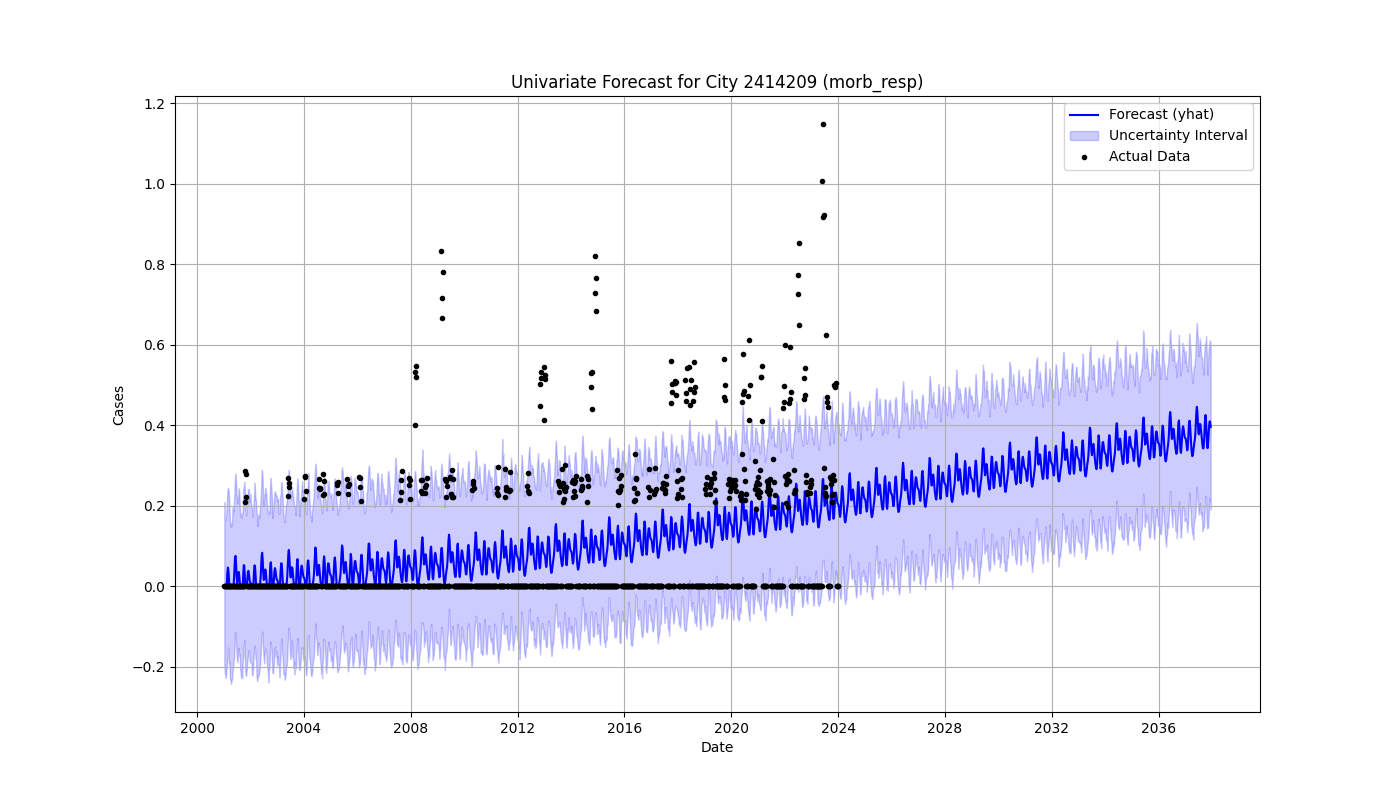 Univariate Forecast for City 2414209 (morb_resp)
1.2
1.0
0.8
0.6
0.4
0.2
0.0
−0.2
Cases
Forecast (yhat)
Uncertainty Interval
Actual Data
2000 2004 2008 2012 2016 2020 2024 2028 2032 2036
Date